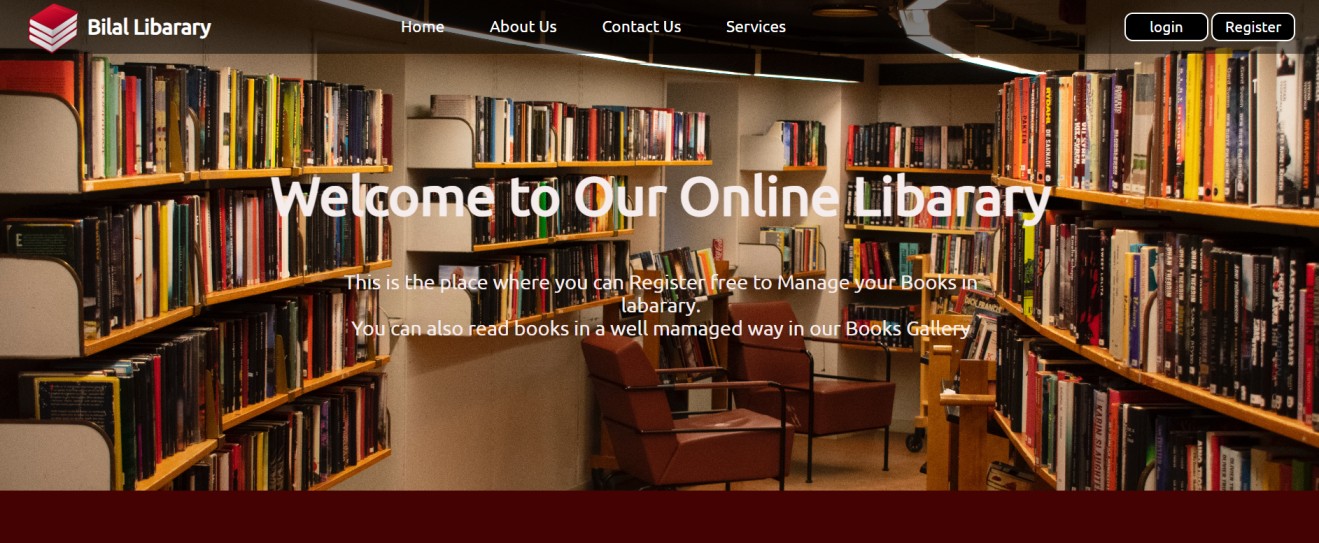 Bilal Libarary
Home
About Us
Contact Us
Services
login
Register
Welcome to Our Online Libarary
This is the place where you can Register free to Manage your Books in
labarary.
You can also read books in a well mamaged way in our Books Gallery